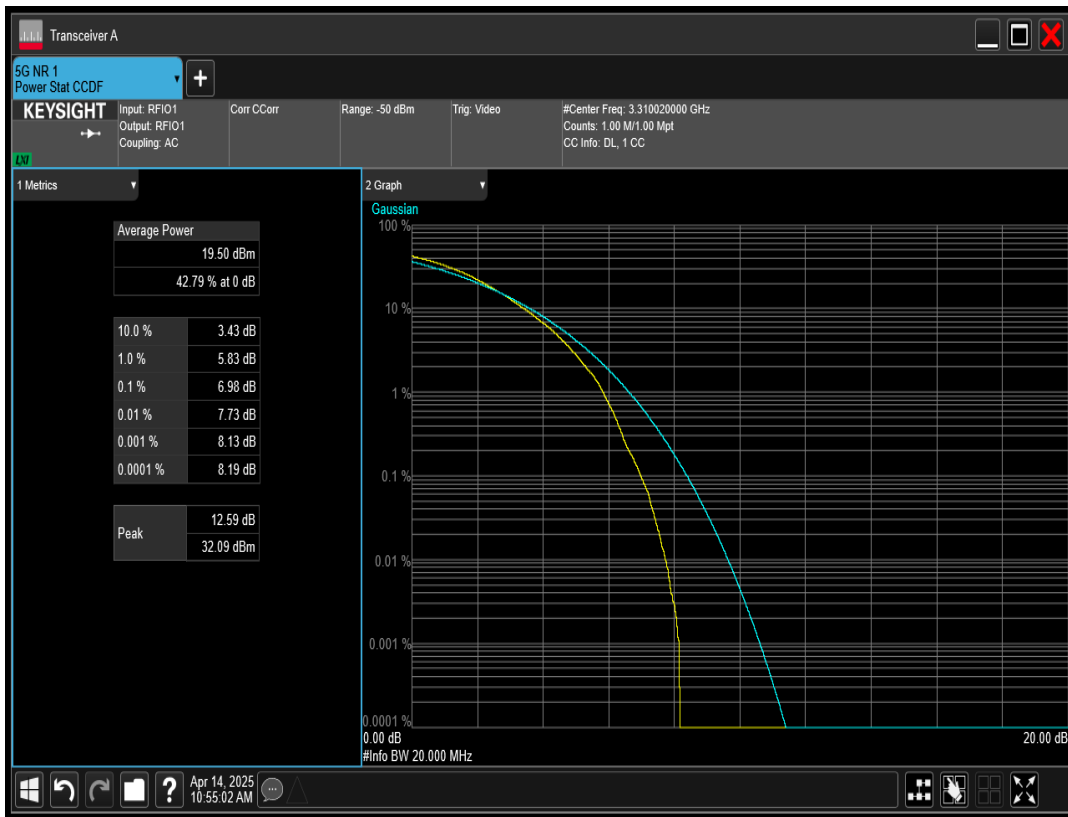 Transceiver A
5G NR 1
Power Stat CCDF
+
KEYSIGHT
LXI
Input: RFIO1
Output: RFIO1
Coupling: AC
Corr CCorr
Range: -50 dBm
Trig: Video
#Center Freq: 3.310020000 GHz
Counts: 1.00 M/1.00 Mpt
CC Info: DL, 1 CC
1 Metrics
Average Power
19.50 dBm
42.79 % at 0 dB
10.0 % 3.43 dB
1.0 % 5.83 dB
0.1 % 6.98 dB
0.01 % 7.73 dB
0.001 % 8.13 dB
0.0001 % 8.19 dB
Peak
12.59 dB
32.09 dBm
2 Graph
Gaussian
100 %
10 %
1 %
0.1 %
0.01 %
0.001 %
0.0001 %
0.00 dB 20.00 dB
#Info BW 20.000 MHz
?
Apr 14, 2025
10:55:02 AM